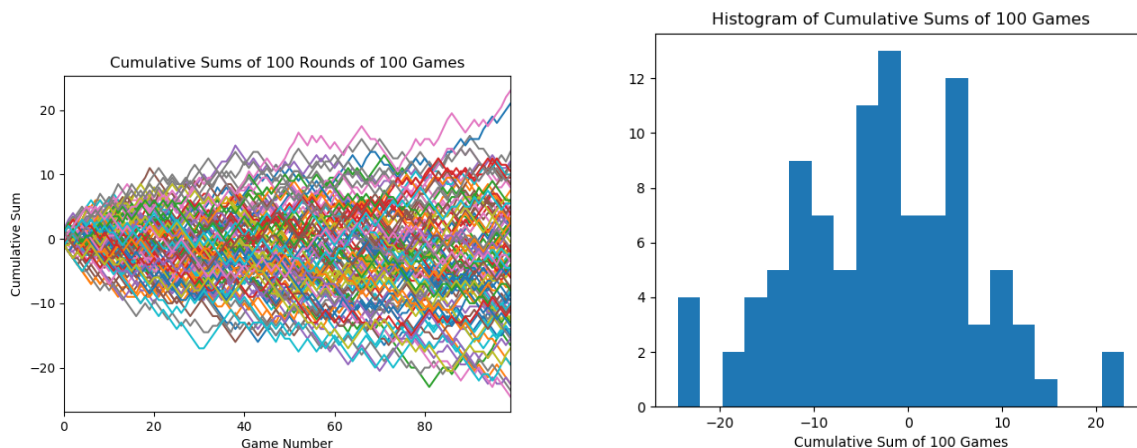 Cumulative Sums of 100 Rounds of 100 Games
20
10
0
−10
−20
Cumulative Sum
0 20 40 60 80
Game Number
Histogram of Cumulative Sums of 100 Games
12
10
8
6
4
2
0
−20 −10 0 10 20
Cumulative Sum of 100 Games